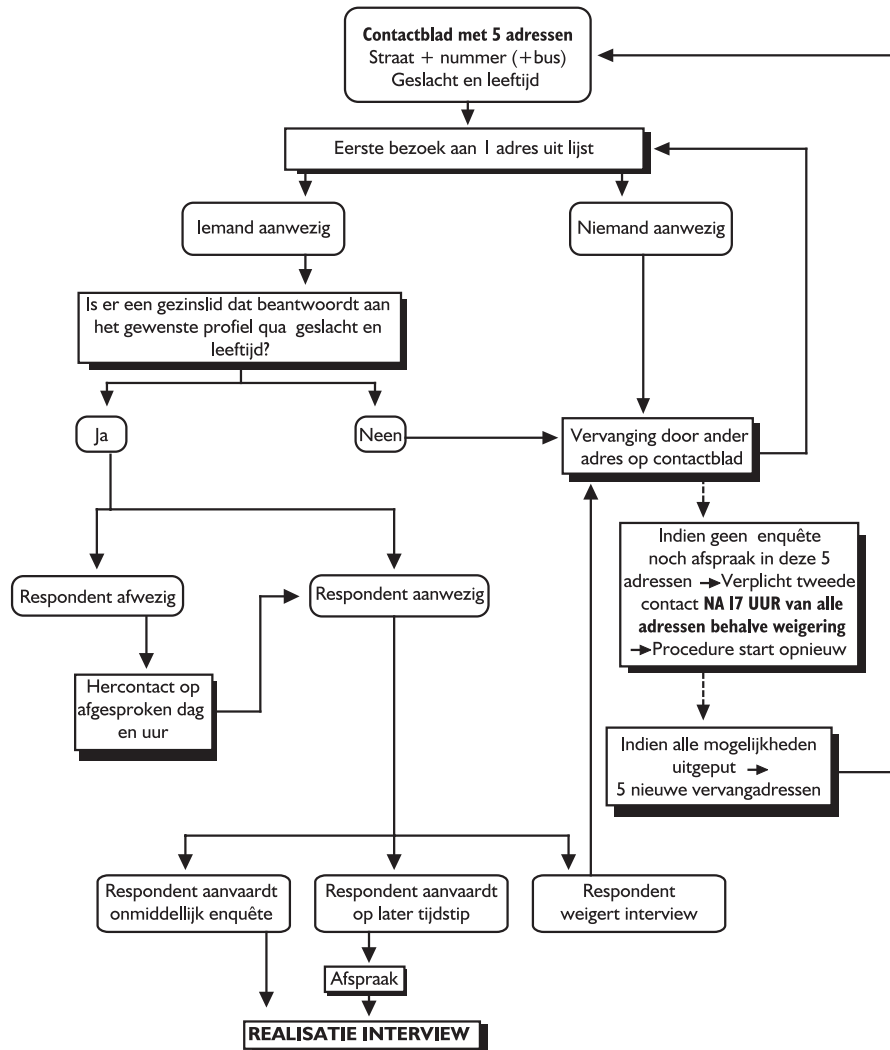 Contactblad met 5 adressen
Straat + nummer (+bus)
Geslacht en leeftijd
Eerste bezoek aan 1 adres uit lijst
Iemand aanwezig
Niemand aanwezig
Is er een gezinslid dat beantwoordt aan
het gewenste profiel qua geslacht en
leeftijd?
Ja
Neen
Vervanging door ander
adres op contactblad
Indien geen enquête
noch afspraak in deze 5
adressen → Verplicht tweede
contact NA 17 UUR van alle
adressen behalve weigering
→ Procedure start opnieuw
Respondent afwezig
Respondent aanwezig
Hercontact op
afgesproken dag
en uur
Indien alle mogelijkheden
uitgeput →
5 nieuwe vervangadressen
Respondent aanvaardt
onmiddellijk enquête
Respondent aanvaardt
op later tijdstip
Respondent
weigert interview
Afspraak
REALISATIE INTERVIEW